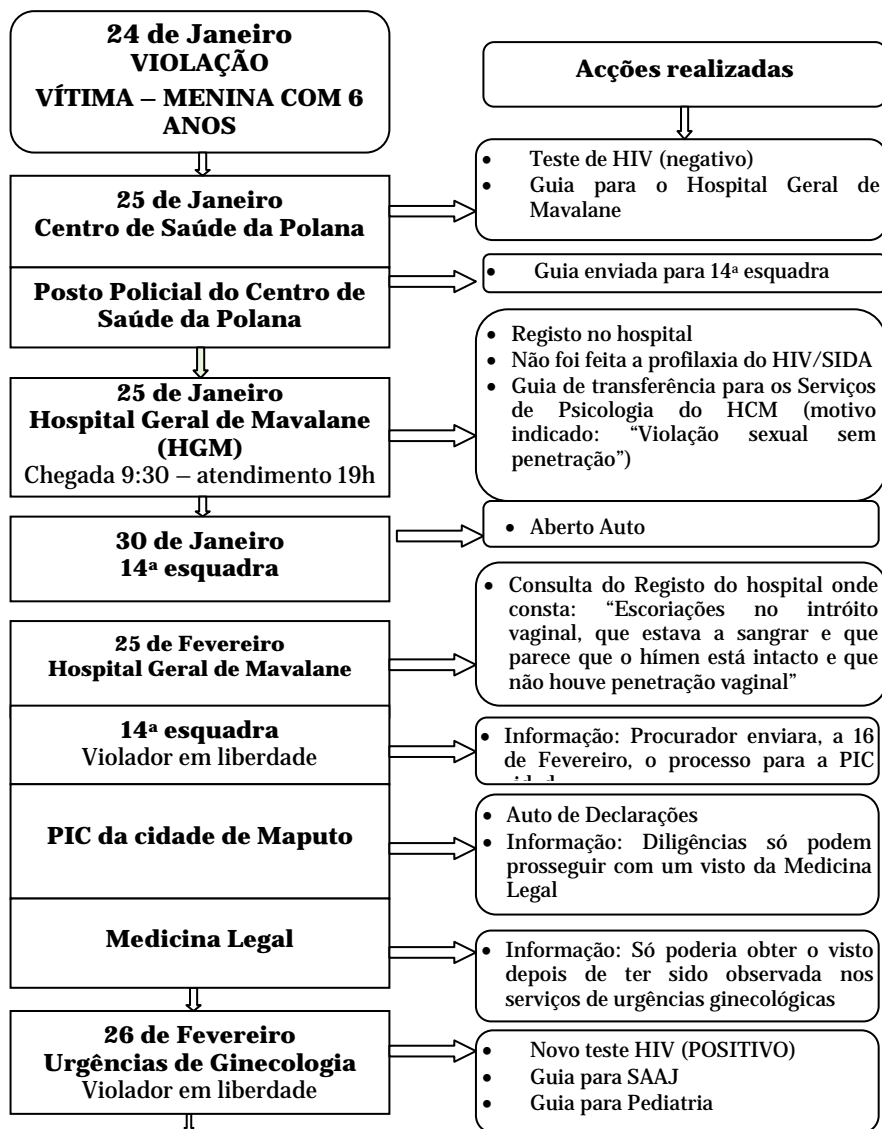 24 de Janeiro
VIOLAÇÃO
VÍTIMA – MENINA COM 6
ANOS
Acções realizadas
25 de Janeiro
Centro de Saúde da Polana
• Teste de HIV (negativo)
• Guia para o Hospital Geral de
Mavalane
Posto Policial do Centro de
Saúde da Polana
• Guia enviada para 14ª esquadra
25 de Janeiro
Hospital Geral de Mavalane
(HGM)
Chegada 9:30 – atendimento 19h
• Registo no hospital
• Não foi feita a profilaxia do HIV/SIDA
• Guia de transferência para os Serviços
de Psicologia do HCM (motivo
indicado: “Violação sexual sem
penetração”)
30 de Janeiro
14ª esquadra
• Aberto Auto
25 de Fevereiro
Hospital Geral de Mavalane
• Consulta do Registo do hospital onde
consta: “Escoriações no intróito
vaginal, que estava a sangrar e que
parece que o hímen está intacto e que
não houve penetração vaginal”
14ª esquadra
Violador em liberdade
• Informação: Procurador enviara, a 16
de Fevereiro, o processo para a PIC
PIC da cidade de Maputo
• Auto de Declarações
• Informação: Diligências só podem
prosseguir com um visto da Medicina
Legal
Medicina Legal
• Informação: Só poderia obter o visto
depois de ter sido observada nos
serviços de urgências ginecológicas
26 de Fevereiro
Urgências de Ginecologia
Violador em liberdade
• Novo teste HIV (POSITIVO)
• Guia para SAAJ
• Guia para Pediatria